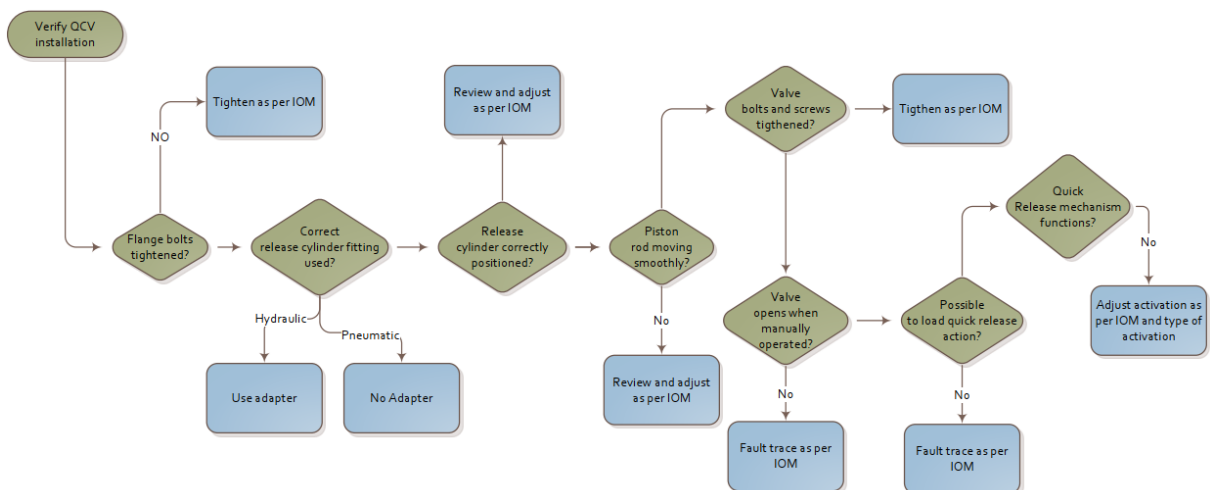 Verify QCV
installation
Tighten as per IOM
NO
Flange bolts
tightened?
Correct
release cylinder fitting
used?
Hydraulic
Pneumatic
Use adapter
No Adapter
Review and adjust
as per IOM
Release
cylinder correctly
positioned?
Piston
rod moving
smoothly?
No
Review and adjust
as per IOM
Valve
bolts and screws
tigthened?
Tigthen as per IOM
Valve
opens when
manually
operated?
No
Fault trace as per
IOM
Possible
to load quick release
action?
No
Fault trace as per
IOM
Quick
Release mechanism
functions?
No
Adjust activation as
per IOM and type of
activation